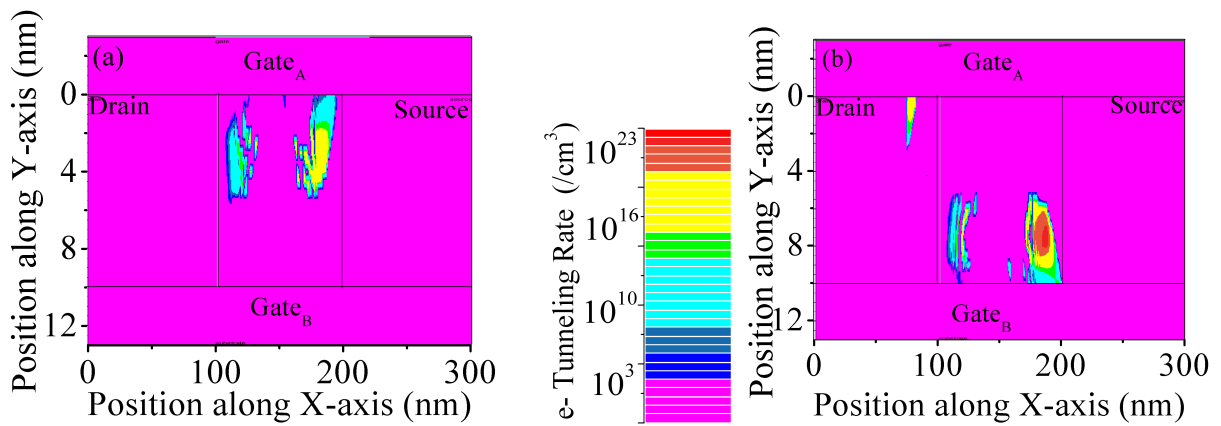 (a)
Gate_A
Drain
Source
Gate_B
0
4
8
12
0
100
200
300
Position along X-axis (nm)
Position along Y-axis (nm)
e- Tunneling Rate (/cm^3)
10^23
10^16
10^10
10^3
(b)
Gate_A
Drain
Source
Gate_B
0
4
8
12
0
100
200
300
Position along X-axis (nm)
Position along Y-axis (nm)